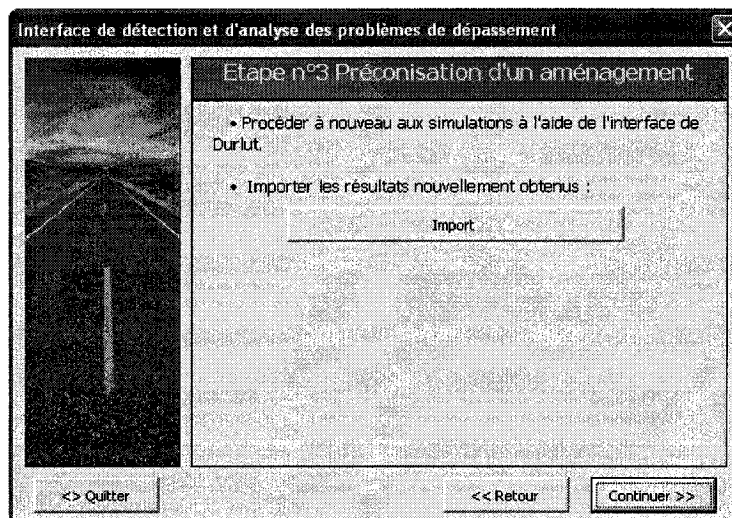 Interface de détection et d'analyse des problèmes de dépassement
Etape n°3 Préconisation d'un aménagement
• Procéder à nouveau aux simulations à l'aide de l'interface de
Durlut.
• Importer les résultats nouvellement obtenus :
Import
<> Quitter
<< Retour
Continuer >>